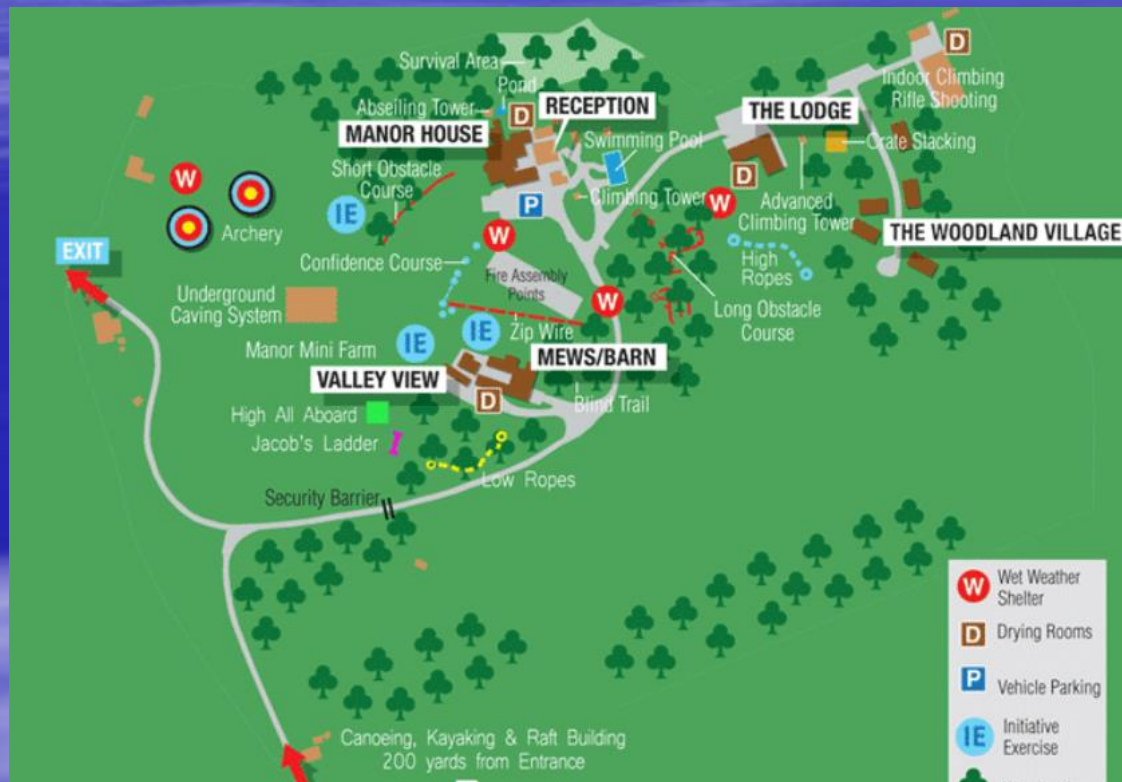 Survival Area
Pond
Abseiling Tower
D
RECEPTION
MANOR HOUSE
Swimming Pool
Short Obstacle
Course
IE
P
Climbing Tower
W
Archery
EXIT
Confidence Course
W
Fire Assembly
Points
Underground
Caving System
Zip Wire
W
Manor Mini Farm
IE
IE
MEWS/BARN
VALLEY VIEW
D
Blind Trail
High All Aboard
Jacob's Ladder
Low Ropes
Security Barrier
D
Indoor Climbing
Rifle Shooting
THE LODGE
Crate Stacking
D
W
Advanced
Climbing Tower
THE WOODLAND VILLAGE
High
Ropes
Long Obstacle
Course
Canoeing, Kayaking & Raft Building
200 yards from Entrance
W Wet Weather
Shelter
D Drying Rooms
P Vehicle Parking
IE Initiative
Exercise